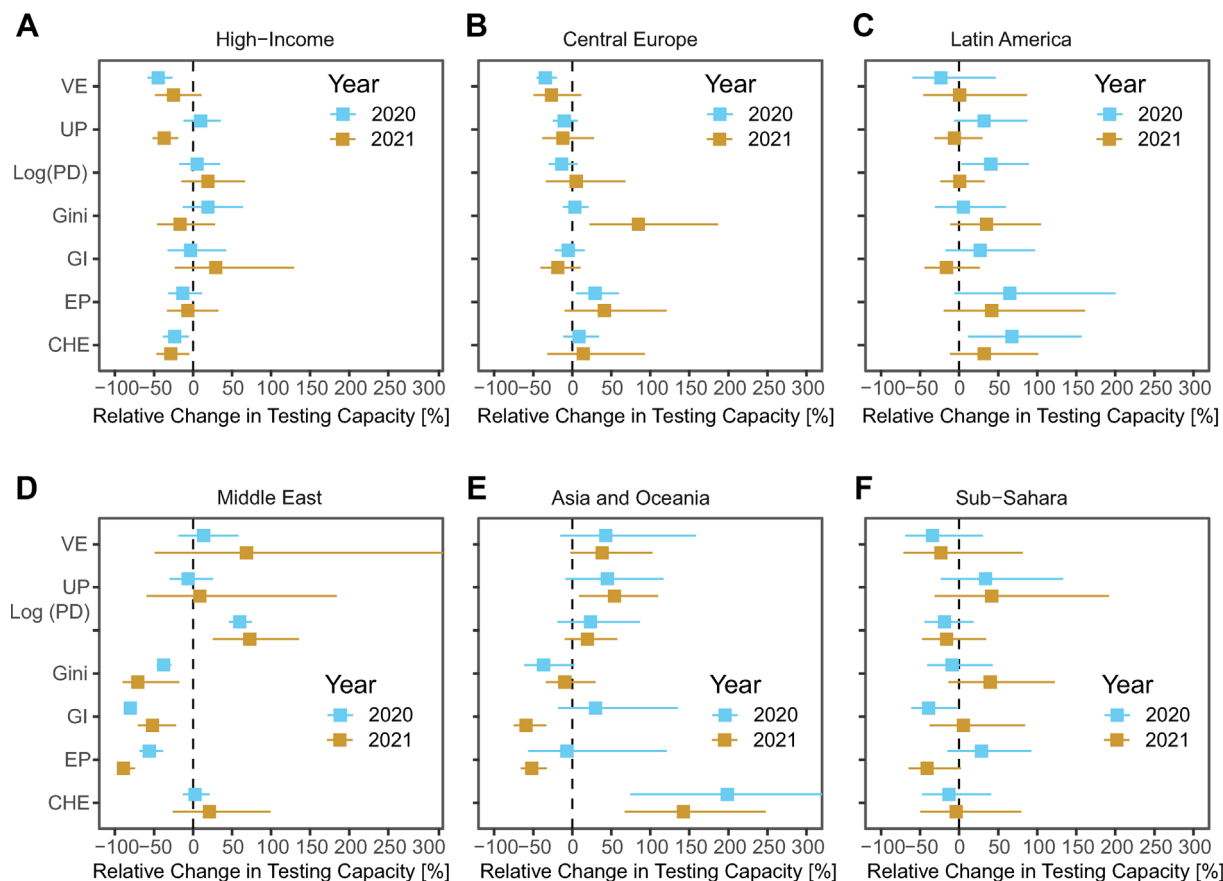 A
High−Income
VE
UP
Log(PD)
Gini
GI
EP
CHE
Year
2020
2021
−100−50 0 50 100 150 200 250 300
Relative Change in Testing Capacity [%]
B
Central Europe
Year
2020
2021
−100−50 0 50 100 150 200 250 300
Relative Change in Testing Capacity [%]
C
Latin America
Year
2020
2021
−100−50 0 50 100 150 200 250 300
Relative Change in Testing Capacity [%]
D
Middle East
VE
UP
Log (PD)
Gini
GI
EP
CHE
Year
2020
2021
−100−50 0 50 100 150 200 250 300
Relative Change in Testing Capacity [%]
E
Asia and Oceania
Year
2020
2021
−100−50 0 50 100 150 200 250 300
Relative Change in Testing Capacity [%]
F
Sub−Sahara
Year
2020
2021
−100−50 0 50 100 150 200 250 300
Relative Change in Testing Capacity [%]